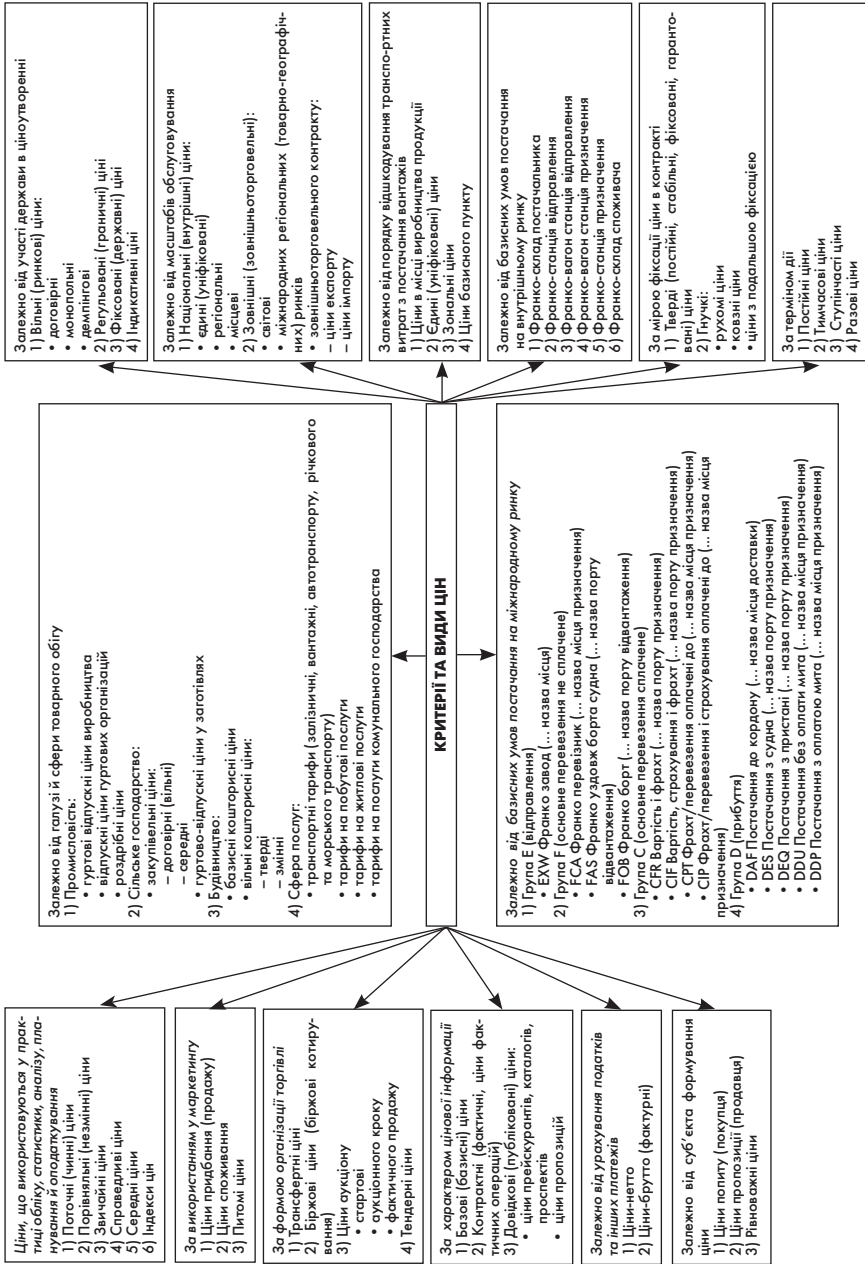 Ціни, що використовуються у прак-
тиці обліку, статистики, аналізу, пла-
нування й оподаткування
1) Поточні (чинні) ціни
2) Порівняльні (незмінні) ціни
3) Звичайні ціни
4) Справедливі ціни
5) Середні ціни
6) Індекси цін
За використанням у маркетингу
1) Ціни придбання (продажу)
2) Ціни споживання
3) Питомі ціни
За формою організації торгівлі
1) Трансфертні ціни
2) Біржові ціни (біржові котиру-
вання)
3) Ціни аукціону
• стартові
• аукціонного кроку
• фактичного продажу
4) Тендерні ціни
За характером цінової інформації
1) Базові (базисні) ціни
2) Контрактні (фактичні, ціни фак-
тичних операцій)
3) Довідкові (публіковані) ціни:
• ціни прейскурантів, каталогів,
проспектів
• ціни пропозицій
Залежно від урахування податків
та інших платежів
1) Ціни-нетто
2) Ціни-брутто (фактурні)
Залежно від суб’єкта формування
ціни
1) Ціни попиту (покупця)
2) Ціни пропозиції (продавця)
3) Рівноважні ціни
Залежно від галузі й сфери товарного обігу
1) Промисловість:
• гуртові відпускні ціни виробництва
• відпускні ціни гуртових організацій
• роздрібні ціни
2) Сільське господарство:
• закупівельні ціни:
– договірні (вільні)
– середні
• гуртово-відпускні ціни у заготівлях
3) Будівництво:
• базисні кошторисні ціни
• вільні кошторисні ціни:
– тверді
– змінні
4) Сфера послуг:
• транспортні тарифи (залізничні, вантажні, автотранспорту, річкового
та морського транспорту)
• тарифи на побутові послуги
• тарифи на житлові послуги
• тарифи на послуги комунального господарства
КРИТЕРІЇ ТА ВИДИ ЦІН
Залежно від базисних умов постачання на міжнародному ринку
1) Група E (відправлення)
• EXW Франко завод (... назва місця)
2) Група F (основне перевезення не сплачене)
• FCA Франко перевізник (... назва місця призначення)
• FAS Франко уздовж борта судна (... назва порту
відвантаження)
• FOB Франко борт (... назва порту відвантаження)
3) Група C (основне перевезення сплачене)
• CFR Вартість і фрахт (... назва порту призначення)
• CIF Вартість, страхування і фрахт (... назва порту призначення)
• CPT Фрахт/перевезення оплачені до (... назва місця призначення)
• CIP Фрахт/перевезення і страхування оплачені до (... назва місця
призначення)
4) Група D (прибуття)
• DAF Постачання до кордону (... назва місця доставки)
• DES Постачання з судна (... назва порту призначення)
• DEQ Постачання з пристані (... назва порту призначення)
• DDU Постачання без оплати мита (... назва місця призначення)
• DDP Постачання з оплатою мита (... назва місця призначення)
Залежно від участі держави в ціноутворенні
1) Вільні (ринкові) ціни:
• договірні
• монопольні
• демпінгові
2) Регульовані (граничні) ціні
3) Фіксовані (державні) ціні
4) Індикативні ціні
Залежно від масштабів обслуговування
1) Національні (внутрішні) ціни:
• єдині (уніфіковані)
• регіональні
• місцеві
2) Зовнішні (зовнішньоторговельні):
• світові
• міжнародних регіональних (товарно-географіч-
них) ринків
• зовнішньоторговельного контракту:
– ціни експорту
– ціни імпорту
Залежно від порядку відшкодування транспо-ртних
витрат з постачання вантажів
1) Ціни в місці виробництва продукції
2) Єдині (уніфіковані) ціни
3) Зональні ціни
4) Ціни базисного пункту
Залежно від базисних умов постачання
на внутрішньому ринку
1) Франко-склад постачальника
2) Франко-станція відправлення
3) Франко-вагон станція відправлення
4) Франко-вагон станція призначення
5) Франко-станція призначення
6) Франко-склад споживача
За мірою фіксації ціни в контракті
1) Тверді (постійні, стабільні, фіксовані, гаранто-
вані) ціни
2) Гнучкі:
• рухомі ціни
• ковзні ціни
• ціни з подальшою фіксацією
За терміном дії
1) Постійні ціни
2) Тимчасові ціни
3) Ступінчасті ціни
4) Разові ціни